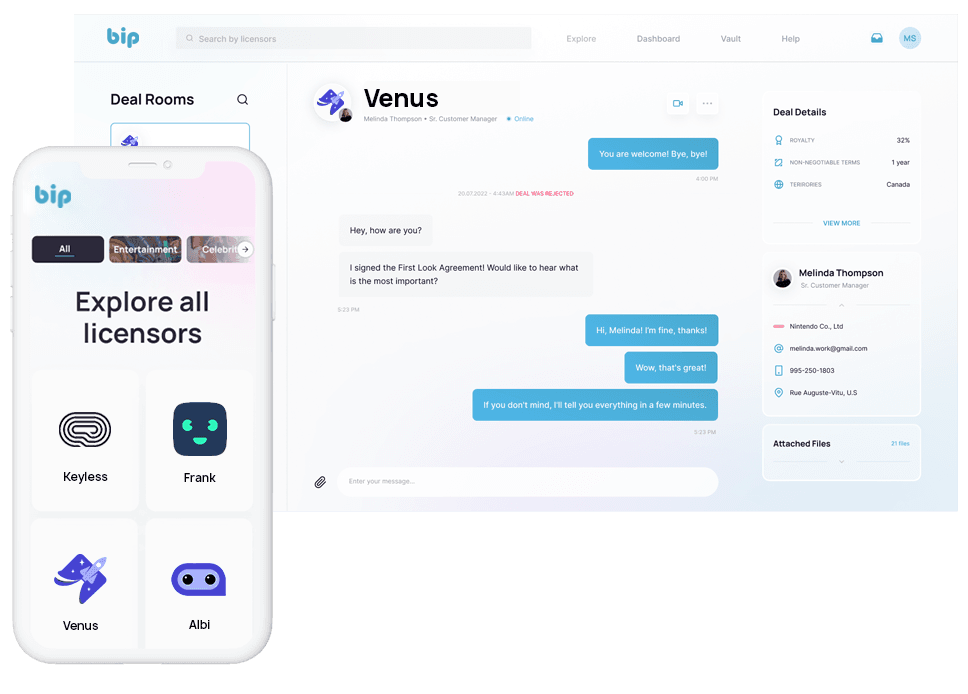 bip
Search by licensors
Explore
Dashboard
Vault
Help
MS
Deal Rooms
Venus
Melinda Thompson • Sr. Customer Manager
Online
You are welcome! Bye, bye!
4:00 PM
20.07.2022 - 4:43AM DEAL WAS REJECTED
Hey, how are you?
I signed the First Look Agreement! Would like to hear what
is the most important?
5:23 PM
Hi, Melinda! I'm fine, thanks!
Wow, that's great!
If you don't mind, I'll tell you everything in a few minutes.
5:23 PM
Enter your message...
Deal Details
ROYALTY
32%
NON-NEGOTIABLE TERMS
1 year
TERIRORIES
Canada
VIEW MORE
Melinda Thompson
Sr. Customer Manager
Nintendo Co., Ltd
melinda.work@gmail.com
995-250-1803
Rue Auguste-Vitu, U.S
Attached Files
21 files
bip
All
Entertainment
Celebrit
Explore all
licensors
Keyless
Frank
Venus
Albi